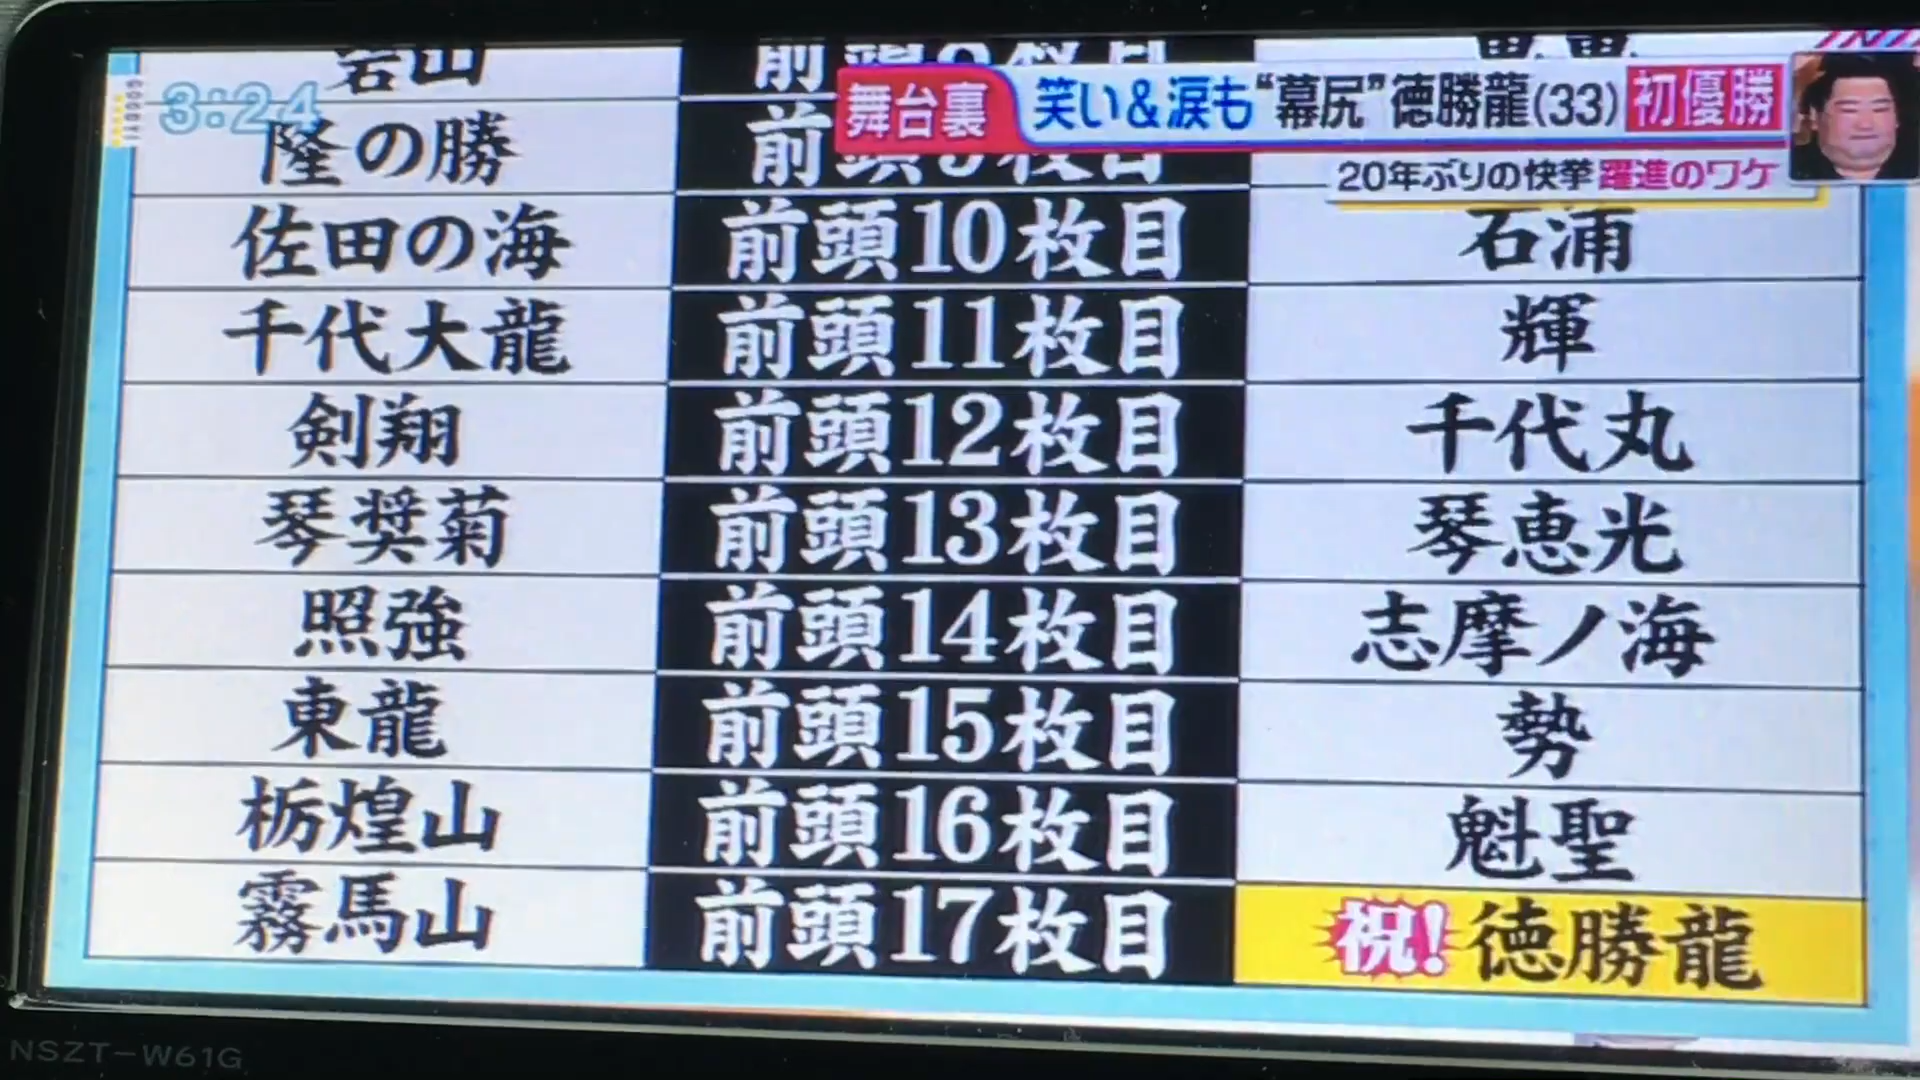 3:24
舞台裏 笑い&涙も“幕尻”徳勝龍(33) 初優勝
20年ぶりの快挙 躍進のワケ
隆の勝
佐田の海 前頭10枚目 石浦
千代大龍 前頭11枚目 輝
剣翔 前頭12枚目 千代丸
琴奨菊 前頭13枚目 琴恵光
照強 前頭14枚目 志摩ノ海
東龍 前頭15枚目 勢
栃煌山 前頭16枚目 魁聖
霧馬山 前頭17枚目 祝! 徳勝龍
NSZT-W61G